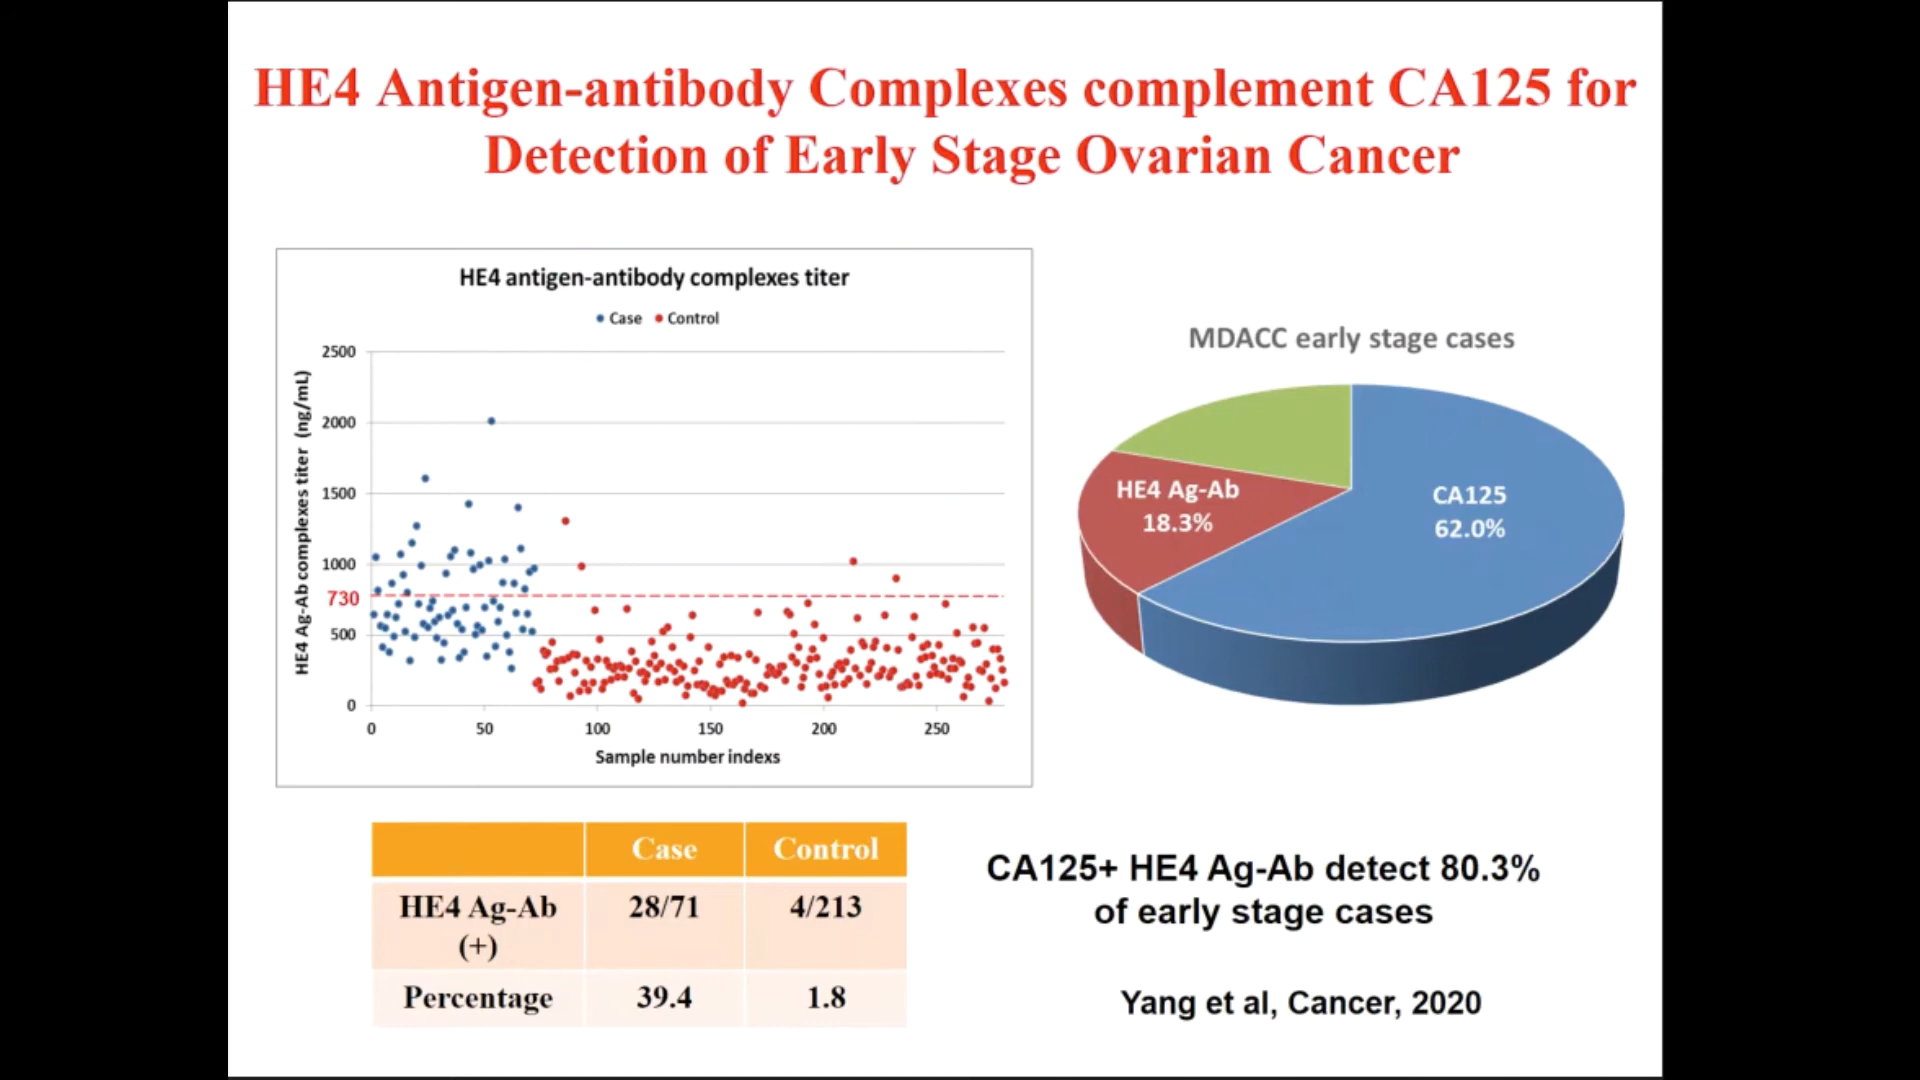 HE4 Antigen-antibody Complexes complement CA125 for
Detection of Early Stage Ovarian Cancer
HE4 antigen-antibody complexes titer
Case Control
HE4 Ag-Ab complexes titer (ng/mL)
2500
2000
1500
1000
730
500
0
0 50 100 150 200 250
Sample number indexs
MDACC early stage cases
HE4 Ag-Ab
18.3%
CA125
62.0%
Case Control
HE4 Ag-Ab 28/71 4/213
(+)
Percentage 39.4 1.8
CA125+ HE4 Ag-Ab detect 80.3%
of early stage cases
Yang et al, Cancer, 2020